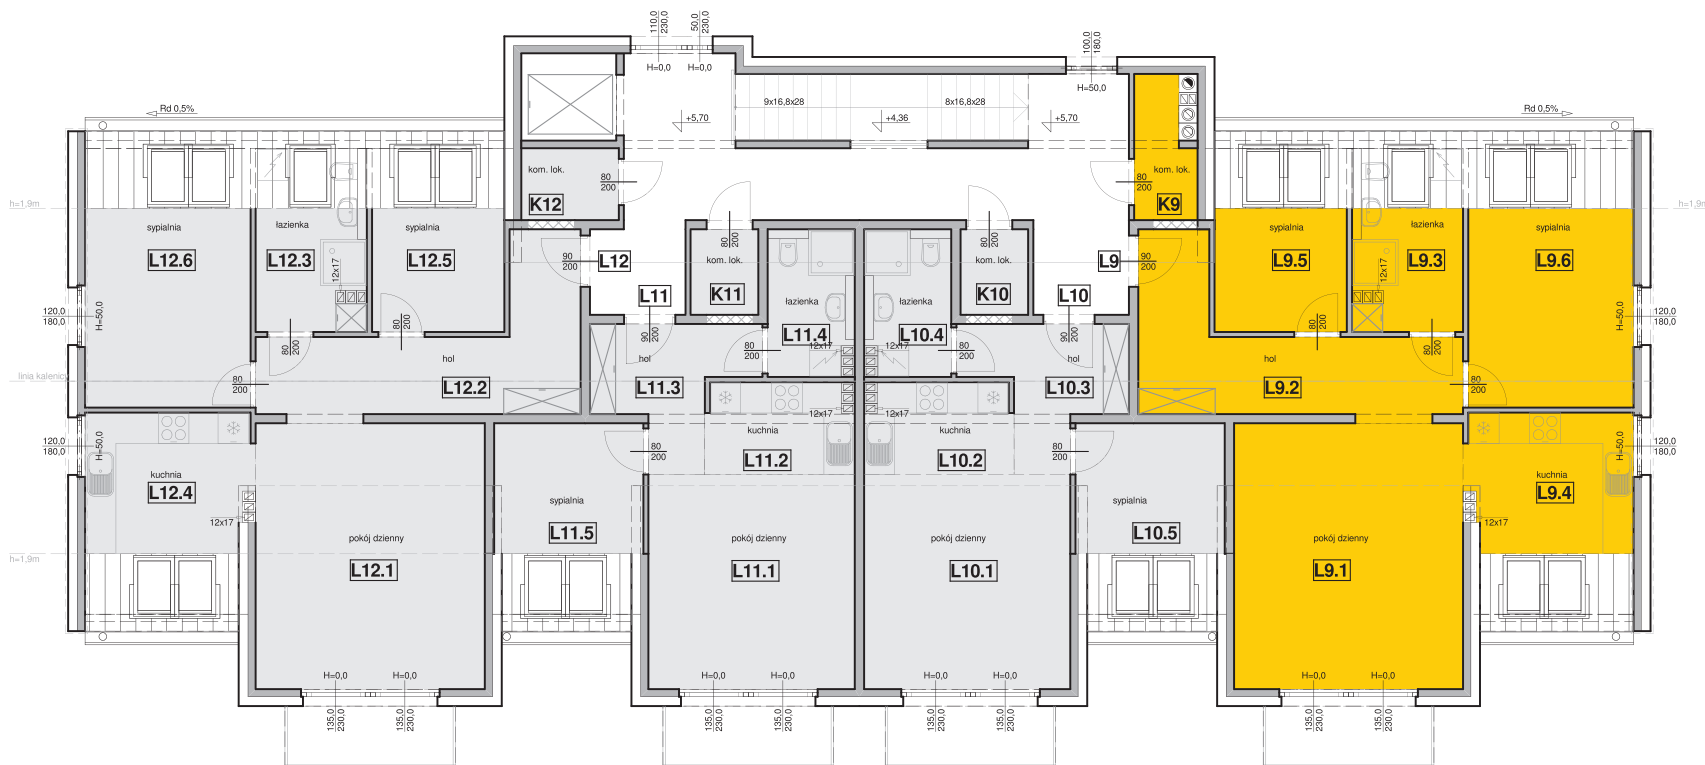 110,0
230,0
50,0
230,0
100,0
180,0
H=0,0
H=0,0
H=50,0
Rd 0,5%
9x16,8x28
8x16,8x28
Rd 0,5%
+5,70
+4,36
+5,70
kom. lok.
K12
80
200
80
200
kom. lok.
K9
h=1,9m
h=1,9m
sypialnia
L12.6
łazienka
L12.3
12x17
sypialnia
L12.5
90
200
L12
80
200
kom. lok.
K11
80
200
kom. lok.
K10
L9
90
200
sypialnia
L9.5
łazienka
L9.3
12x17
sypialnia
L9.6
L11
L10
łazienka
L11.4
łazienka
L10.4
120,0
180,0
H=50,0
H=50,0
120,0
180,0
80
200
80
200
90
200
80
200
12x17
12x17
80
200
90
200
80
200
80
200
linia kalenicy
80
200
hol
L12.2
hol
L11.3
hol
L10.3
hol
L9.2
80
200
12x17
12x17
120,0
180,0
H=50,0
kuchnia
L12.4
12x17
80
200
kuchnia
L11.2
kuchnia
L10.2
80
200
H=50,0
120,0
180,0
kuchnia
L9.4
12x17
sypialnia
L11.5
sypialnia
L10.5
h=1,9m
pokój dzienny
L12.1
pokój dzienny
L11.1
pokój dzienny
L10.1
pokój dzienny
L9.1
H=0,0
H=0,0
H=0,0
H=0,0
H=0,0
H=0,0
H=0,0
H=0,0
135,0
230,0
135,0
230,0
135,0
230,0
135,0
230,0
135,0
230,0
135,0
230,0
135,0
230,0
135,0
230,0